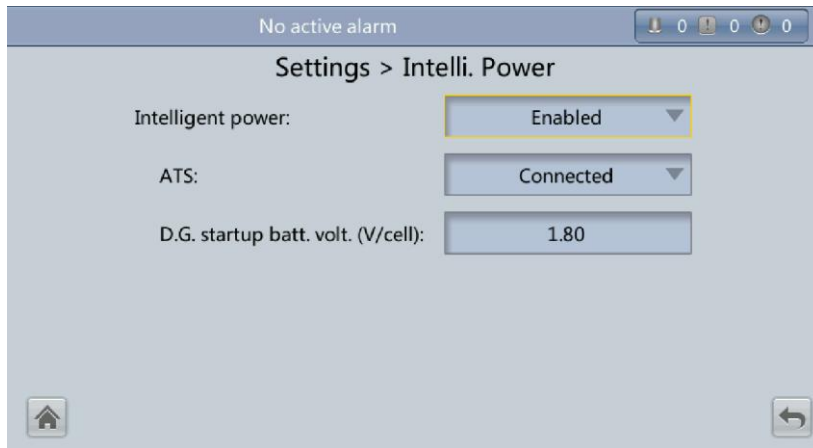 No active alarm 0 0 0
Settings > Intelli. Power
Intelligent power: Enabled
ATS: Connected
D.G. startup batt. volt. (V/cell): 1.80